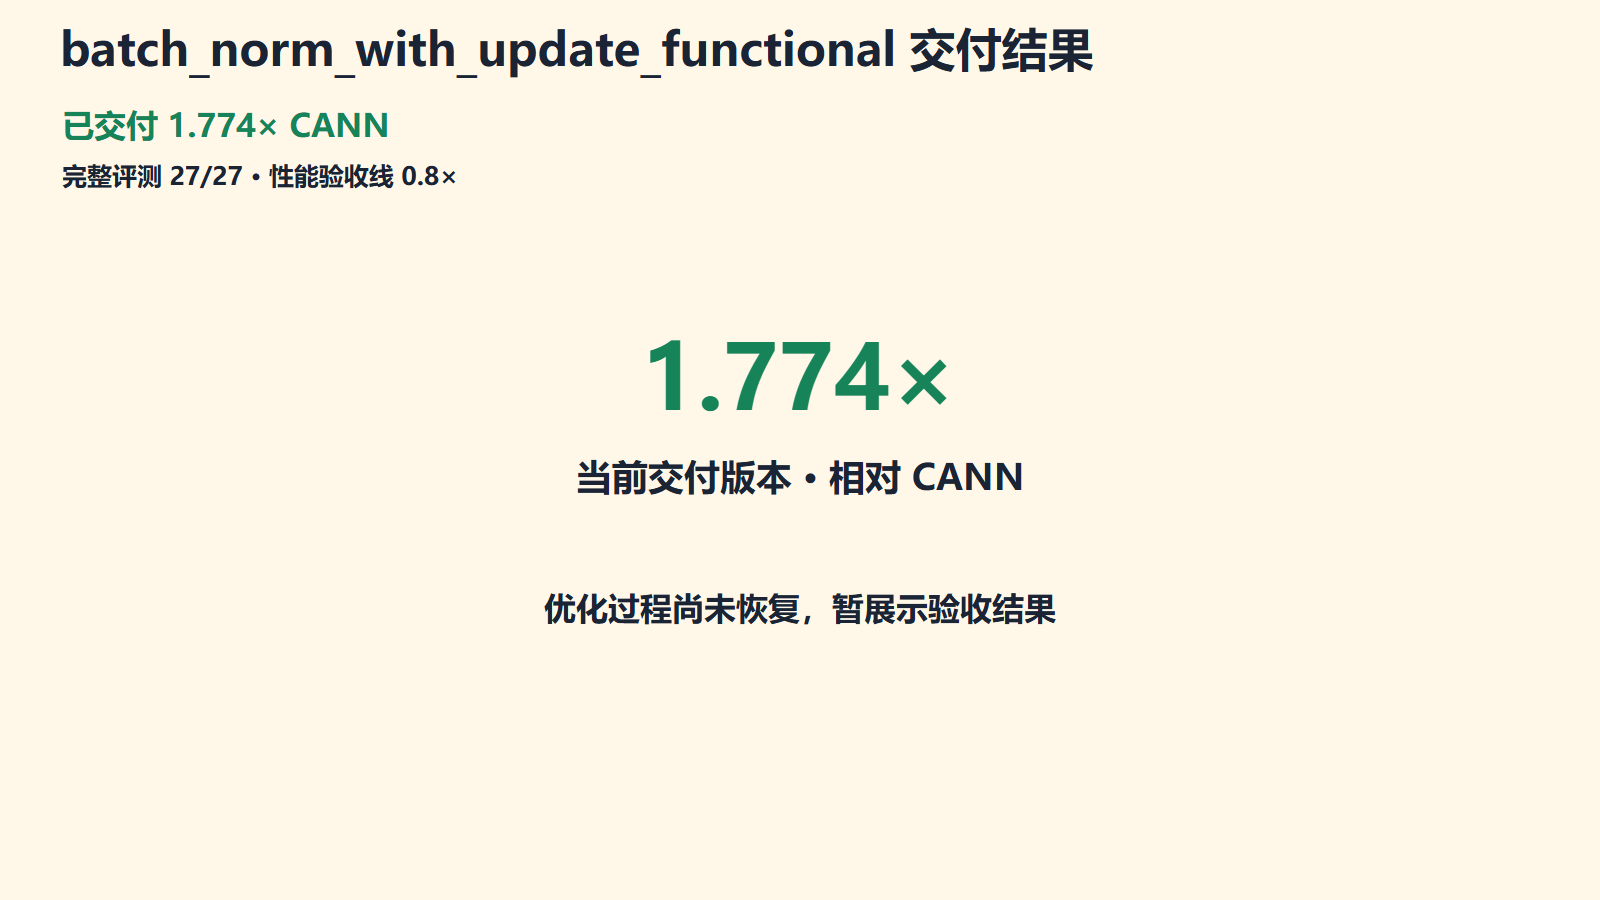 batch_norm_with_update_functional 交付结果
已交付 1.774× CANN
完整评测 27/27 · 性能验收线 0.8×
1.774×
当前交付版本 · 相对 CANN
优化过程尚未恢复，暂展示验收结果